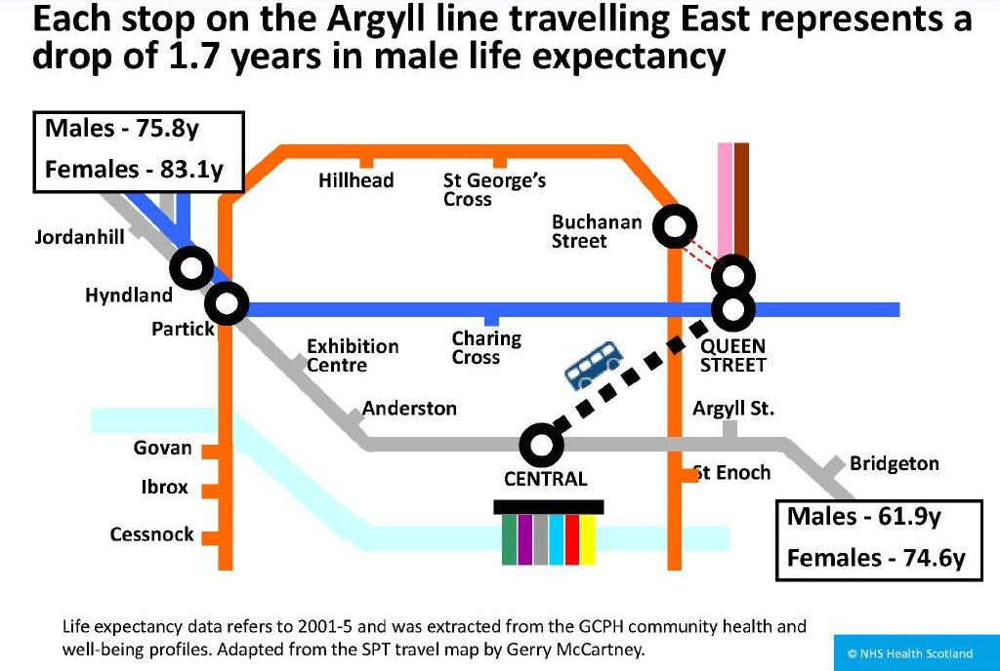 Each stop on the Argyll line travelling East represents a
drop of 1.7 years in male life expectancy
Males - 75.8y
Females - 83.1y
Hillhead
St George's
Cross
Buchanan
Street
Jordanhill
Hyndland
Partick
Exhibition
Centre
Charing
Cross
QUEEN
STREET
Anderston
Argyll St.
Govan
Ibrox
Cessnock
CENTRAL
St Enoch
Bridgeton
Males - 61.9y
Females - 74.6y
Life expectancy data refers to 2001-5 and was extracted from the GCPH community health and
well-being profiles. Adapted from the SPT travel map by Gerry McCartney.
© NHS Health Scotland